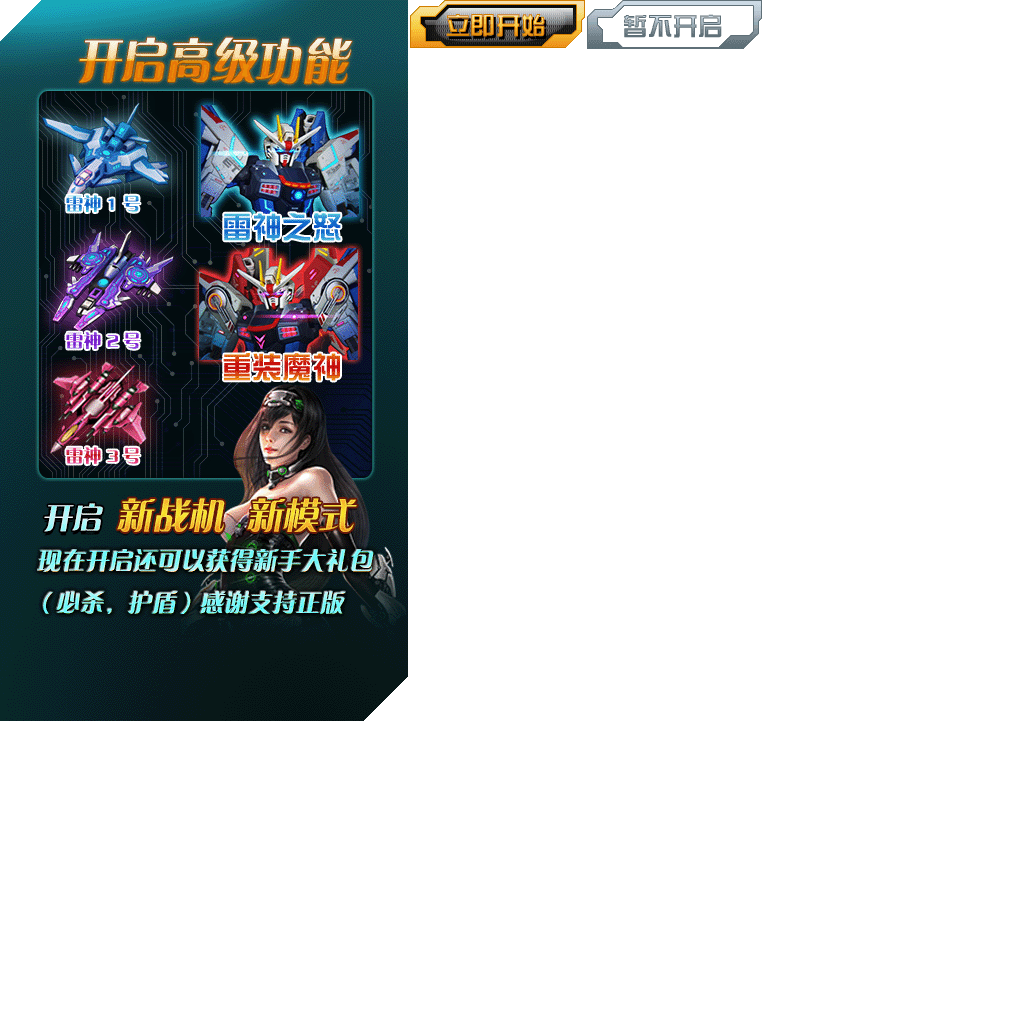 开启高级功能
立即开始
暂不开启
雷神1号
雷神之怒
雷神2号
重装魔神
雷神3号
开启 新战机 新模式
现在开启还可以获得新手大礼包
（必杀，护盾）感谢支持正版